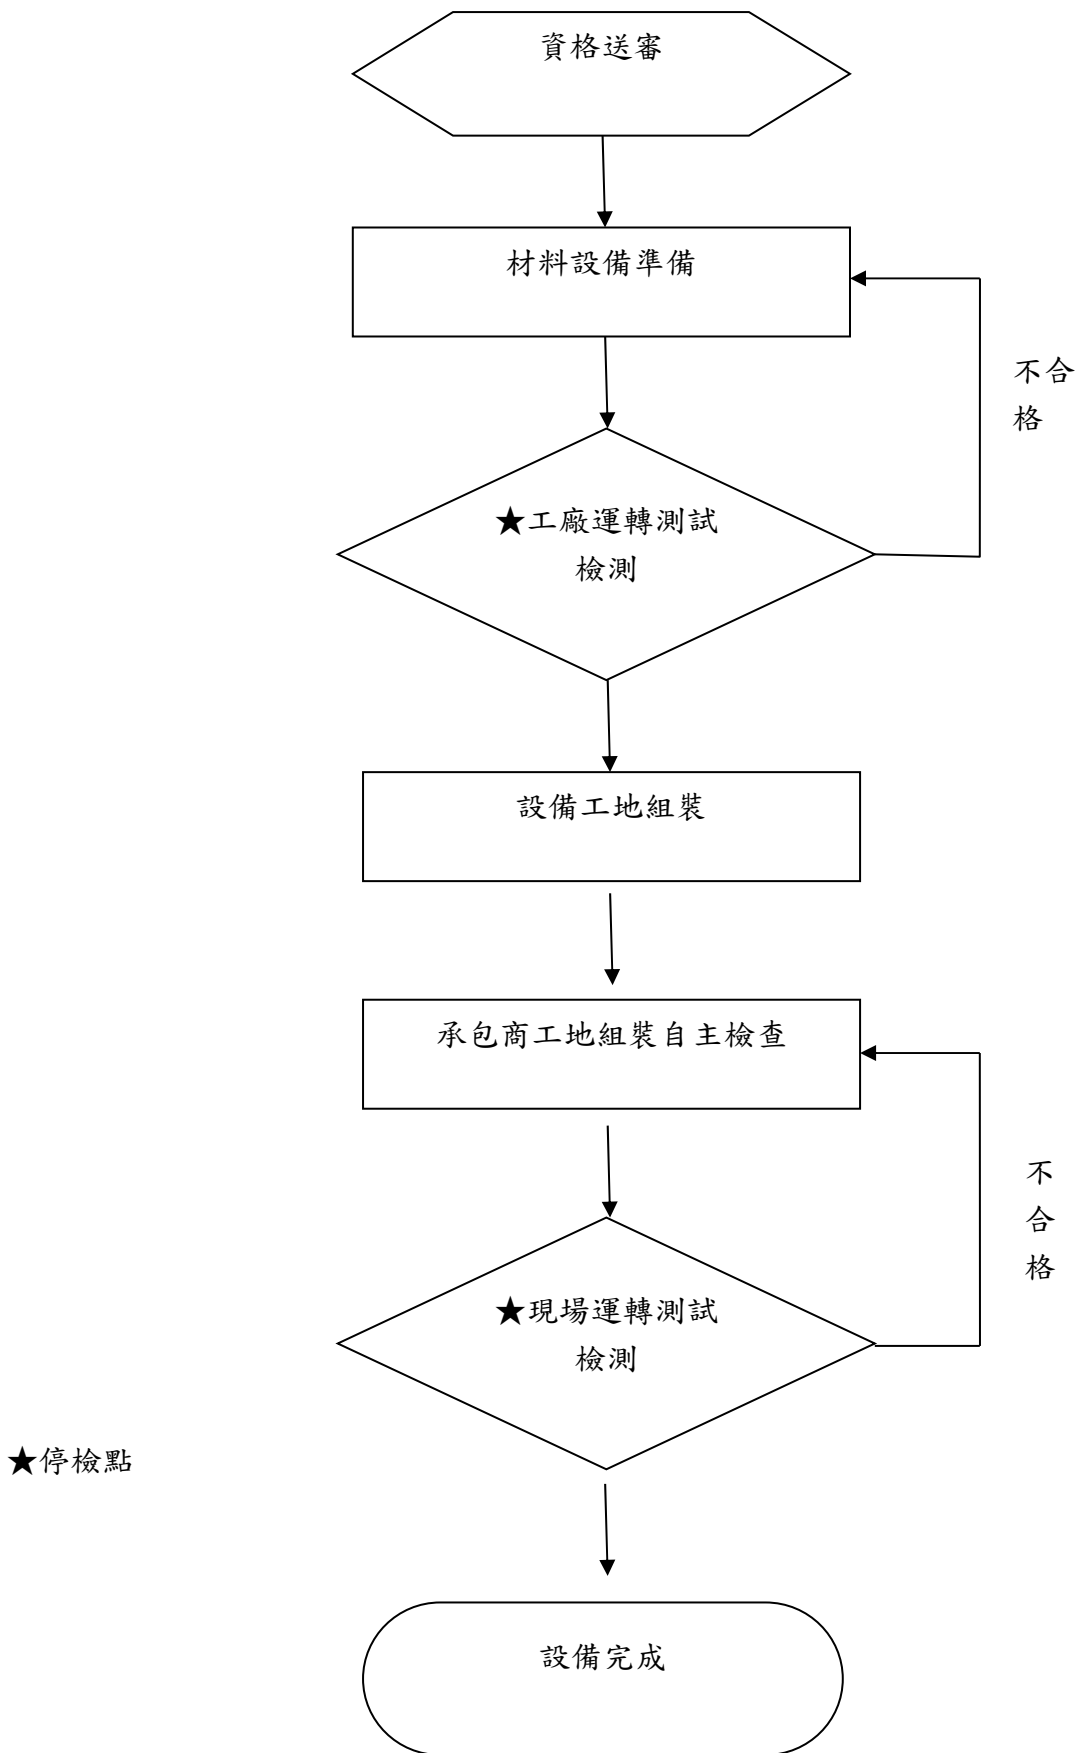 資格送審
材料設備準備
不合
格
★工廠運轉測試
檢測
設備工地組裝
承包商工地組裝自主檢查
不
合
格
★現場運轉測試
檢測
★停檢點
設備完成